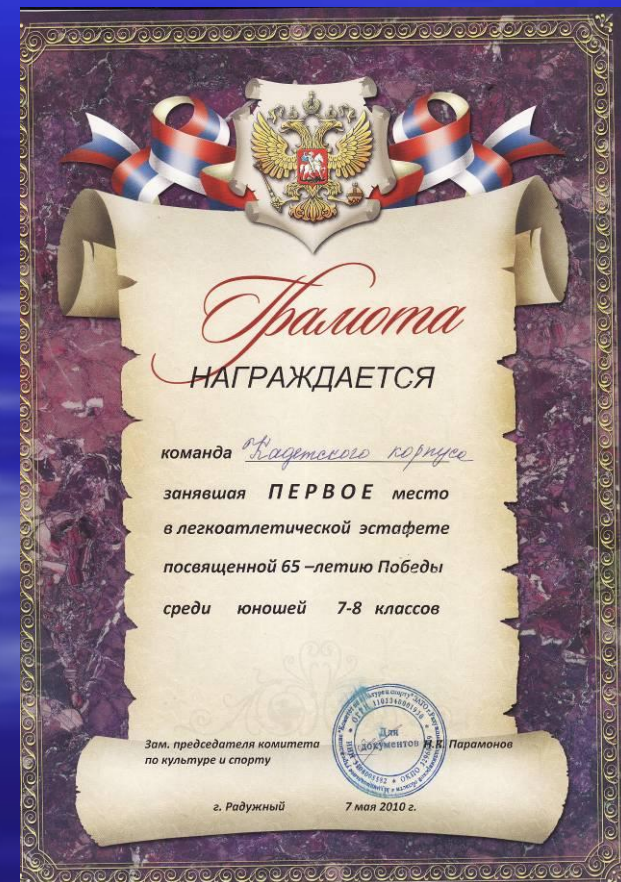 Грамота
НАГРАЖДАЕТСЯ
команда Кадетского корпуса
занявшая ПЕРВОЕ место
в легкоатлетической эстафете
посвященной 65 –летию Победы
среди юношей 7-8 классов
Зам. председателя комитета Н.К. Парамонов
по культуре и спорту
Для
документов
г. Радужный 7 мая 2010 г.